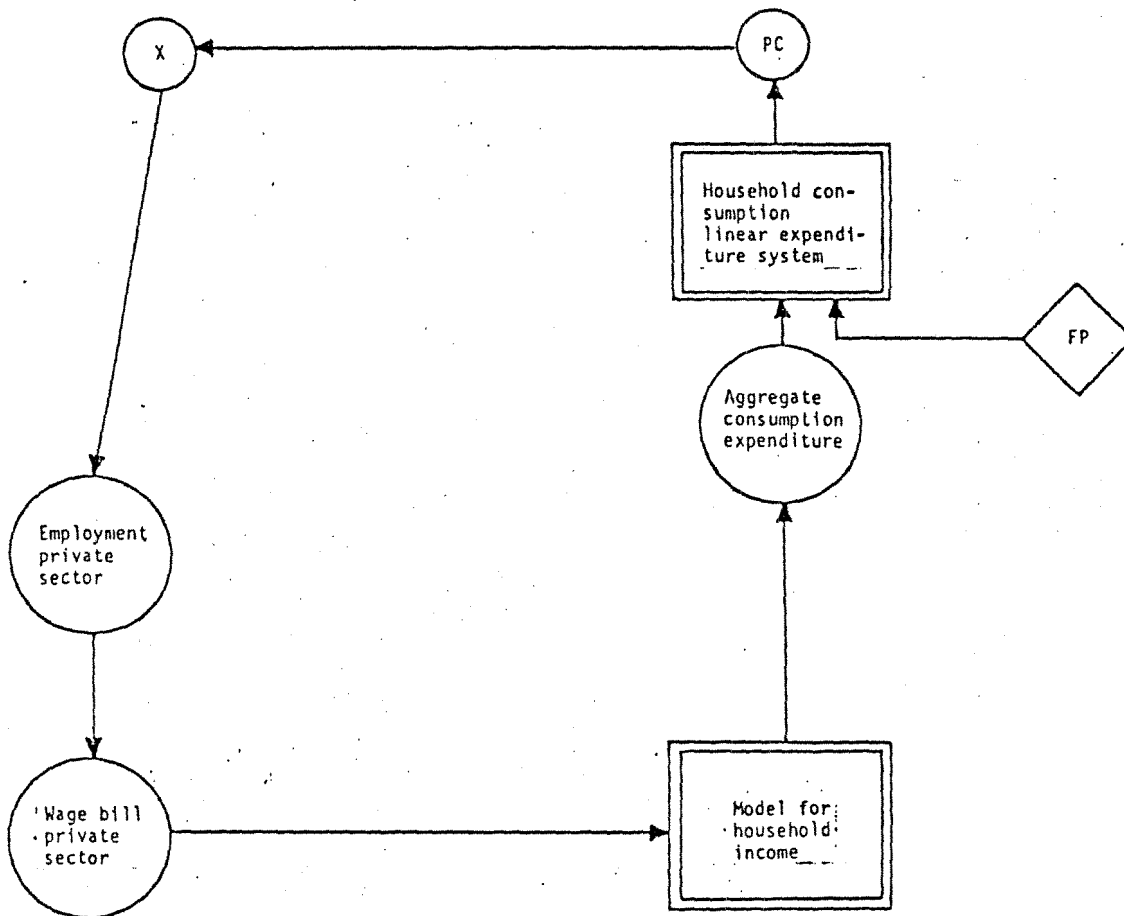 X
PC
Household con-
sumption
linear expendi-
ture system
FP
Aggregate
consumption
expenditure
Employment
private
sector
Wage bill
private
sector
Model for
household
income